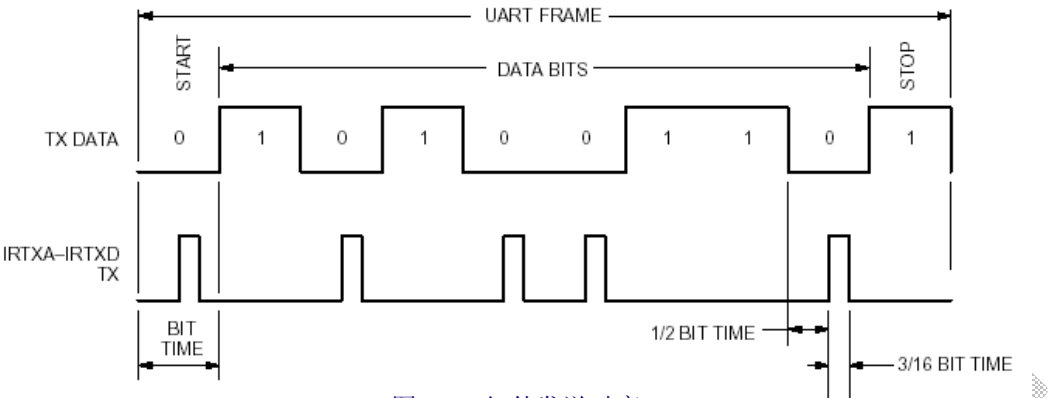 UART FRAME
START
DATA BITS
STOP
TX DATA
0 1 0 1 0 0 1 1 0 1
IRTXA–IRTXD
TX
BIT
TIME
1/2 BIT TIME
3/16 BIT TIME